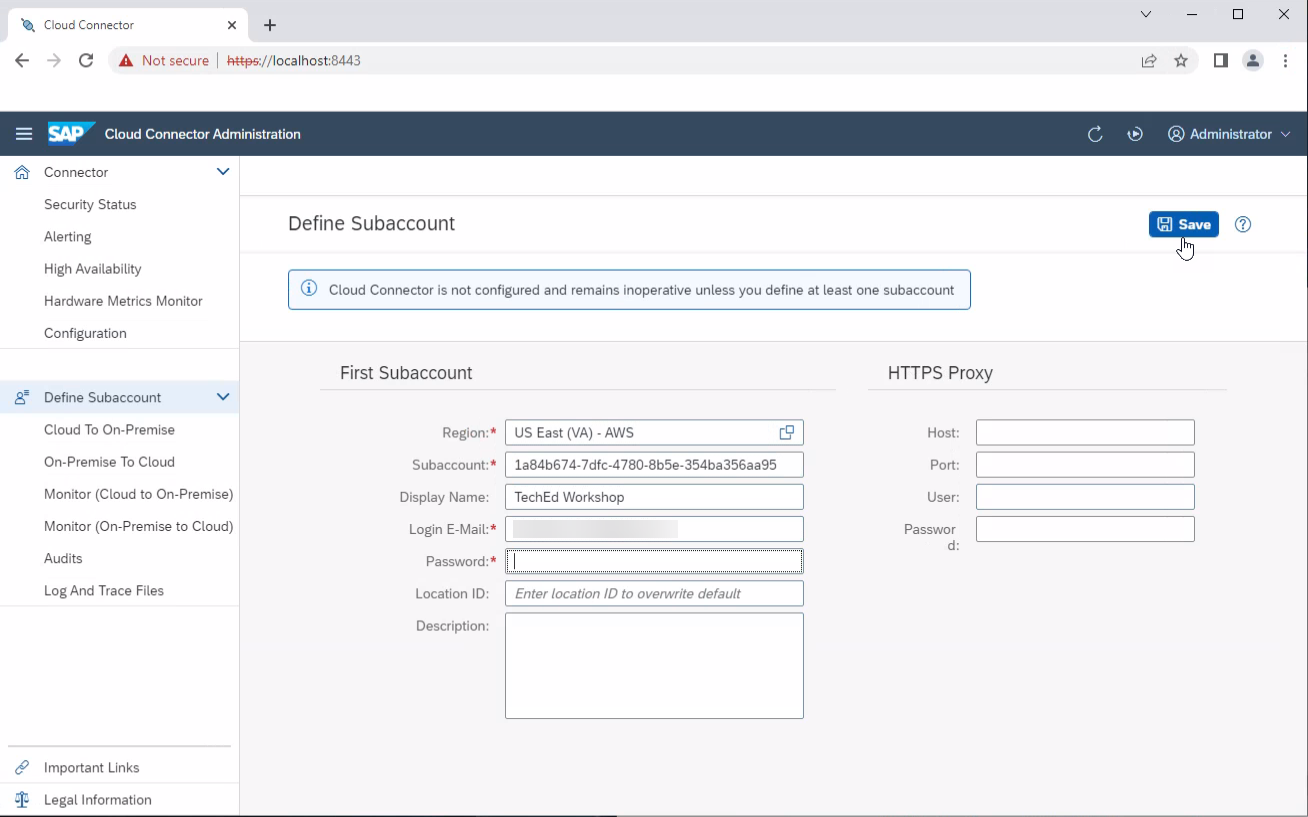 Cloud Connector
Not secure
https://localhost:8443
SAP Cloud Connector Administration
Administrator
Connector
Security Status
Alerting
High Availability
Hardware Metrics Monitor
Configuration
Define Subaccount
Cloud To On-Premise
On-Premise To Cloud
Monitor (Cloud to On-Premise)
Monitor (On-Premise to Cloud)
Audits
Log And Trace Files
Important Links
Legal Information
Define Subaccount
Save
Cloud Connector is not configured and remains inoperative unless you define at least one subaccount
First Subaccount
Region:* US East (VA) - AWS
Subaccount:* 1a84b674-7dfc-4780-8b5e-354ba356aa95
Display Name: TechEd Workshop
Login E-Mail:*
Password:*
Location ID: Enter location ID to overwrite default
Description:
HTTPS Proxy
Host:
Port:
User:
Passwor
d: